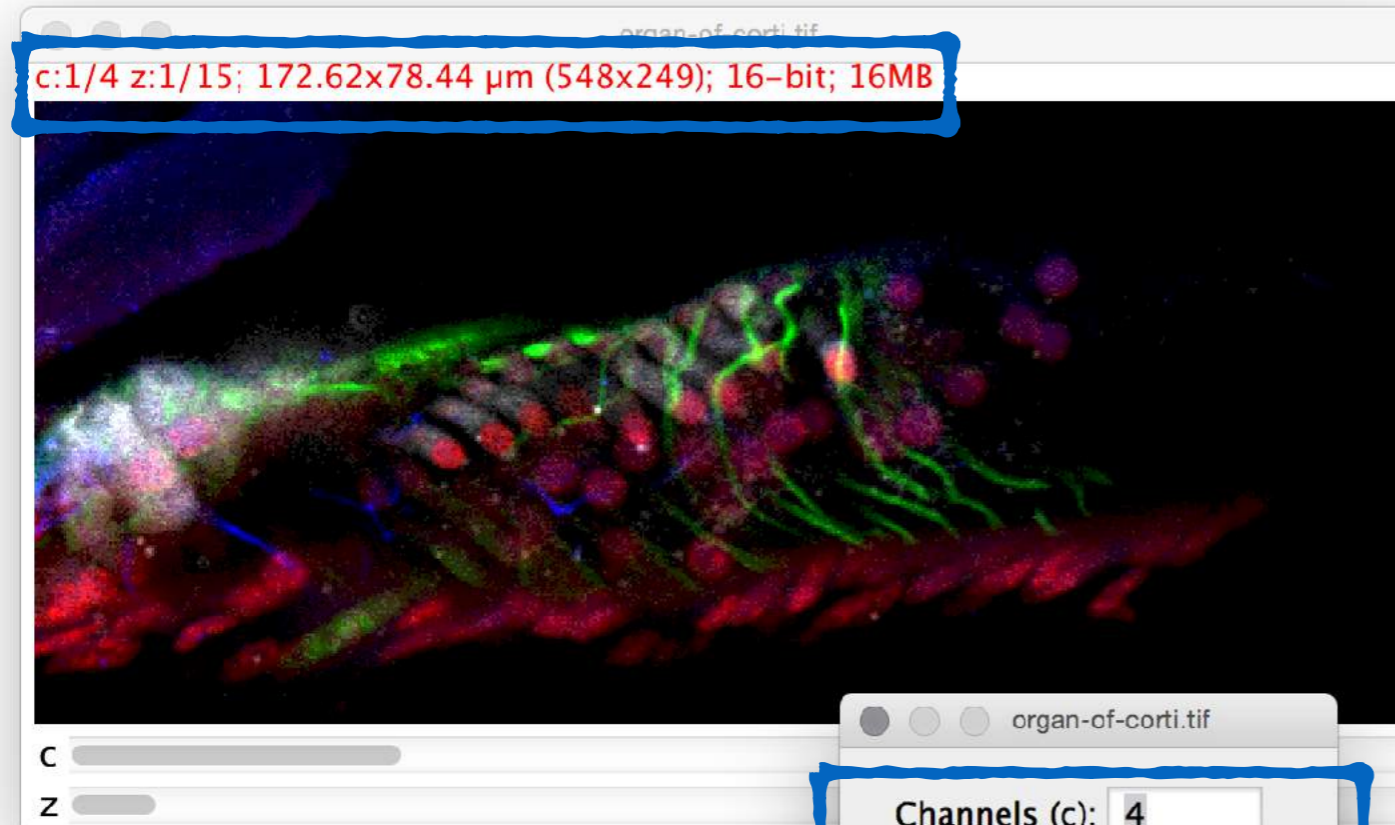 organ-of-corti.tif
c:1/4 z:1/15; 172.62x78.44 µm (548x249); 16-bit; 16MB
C
Z
organ-of-corti.tif
Channels (c): 4